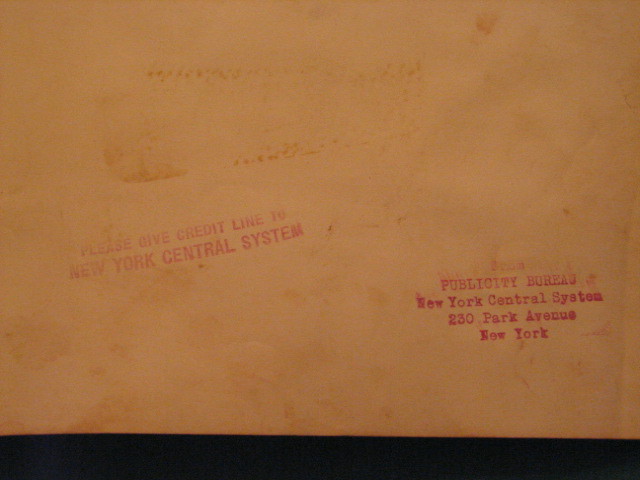 PLEASE GIVE CREDIT LINE TO
NEW YORK CENTRAL SYSTEM
PUBLICITY BUREAU
New York Central System
230 Park Avenue
New York